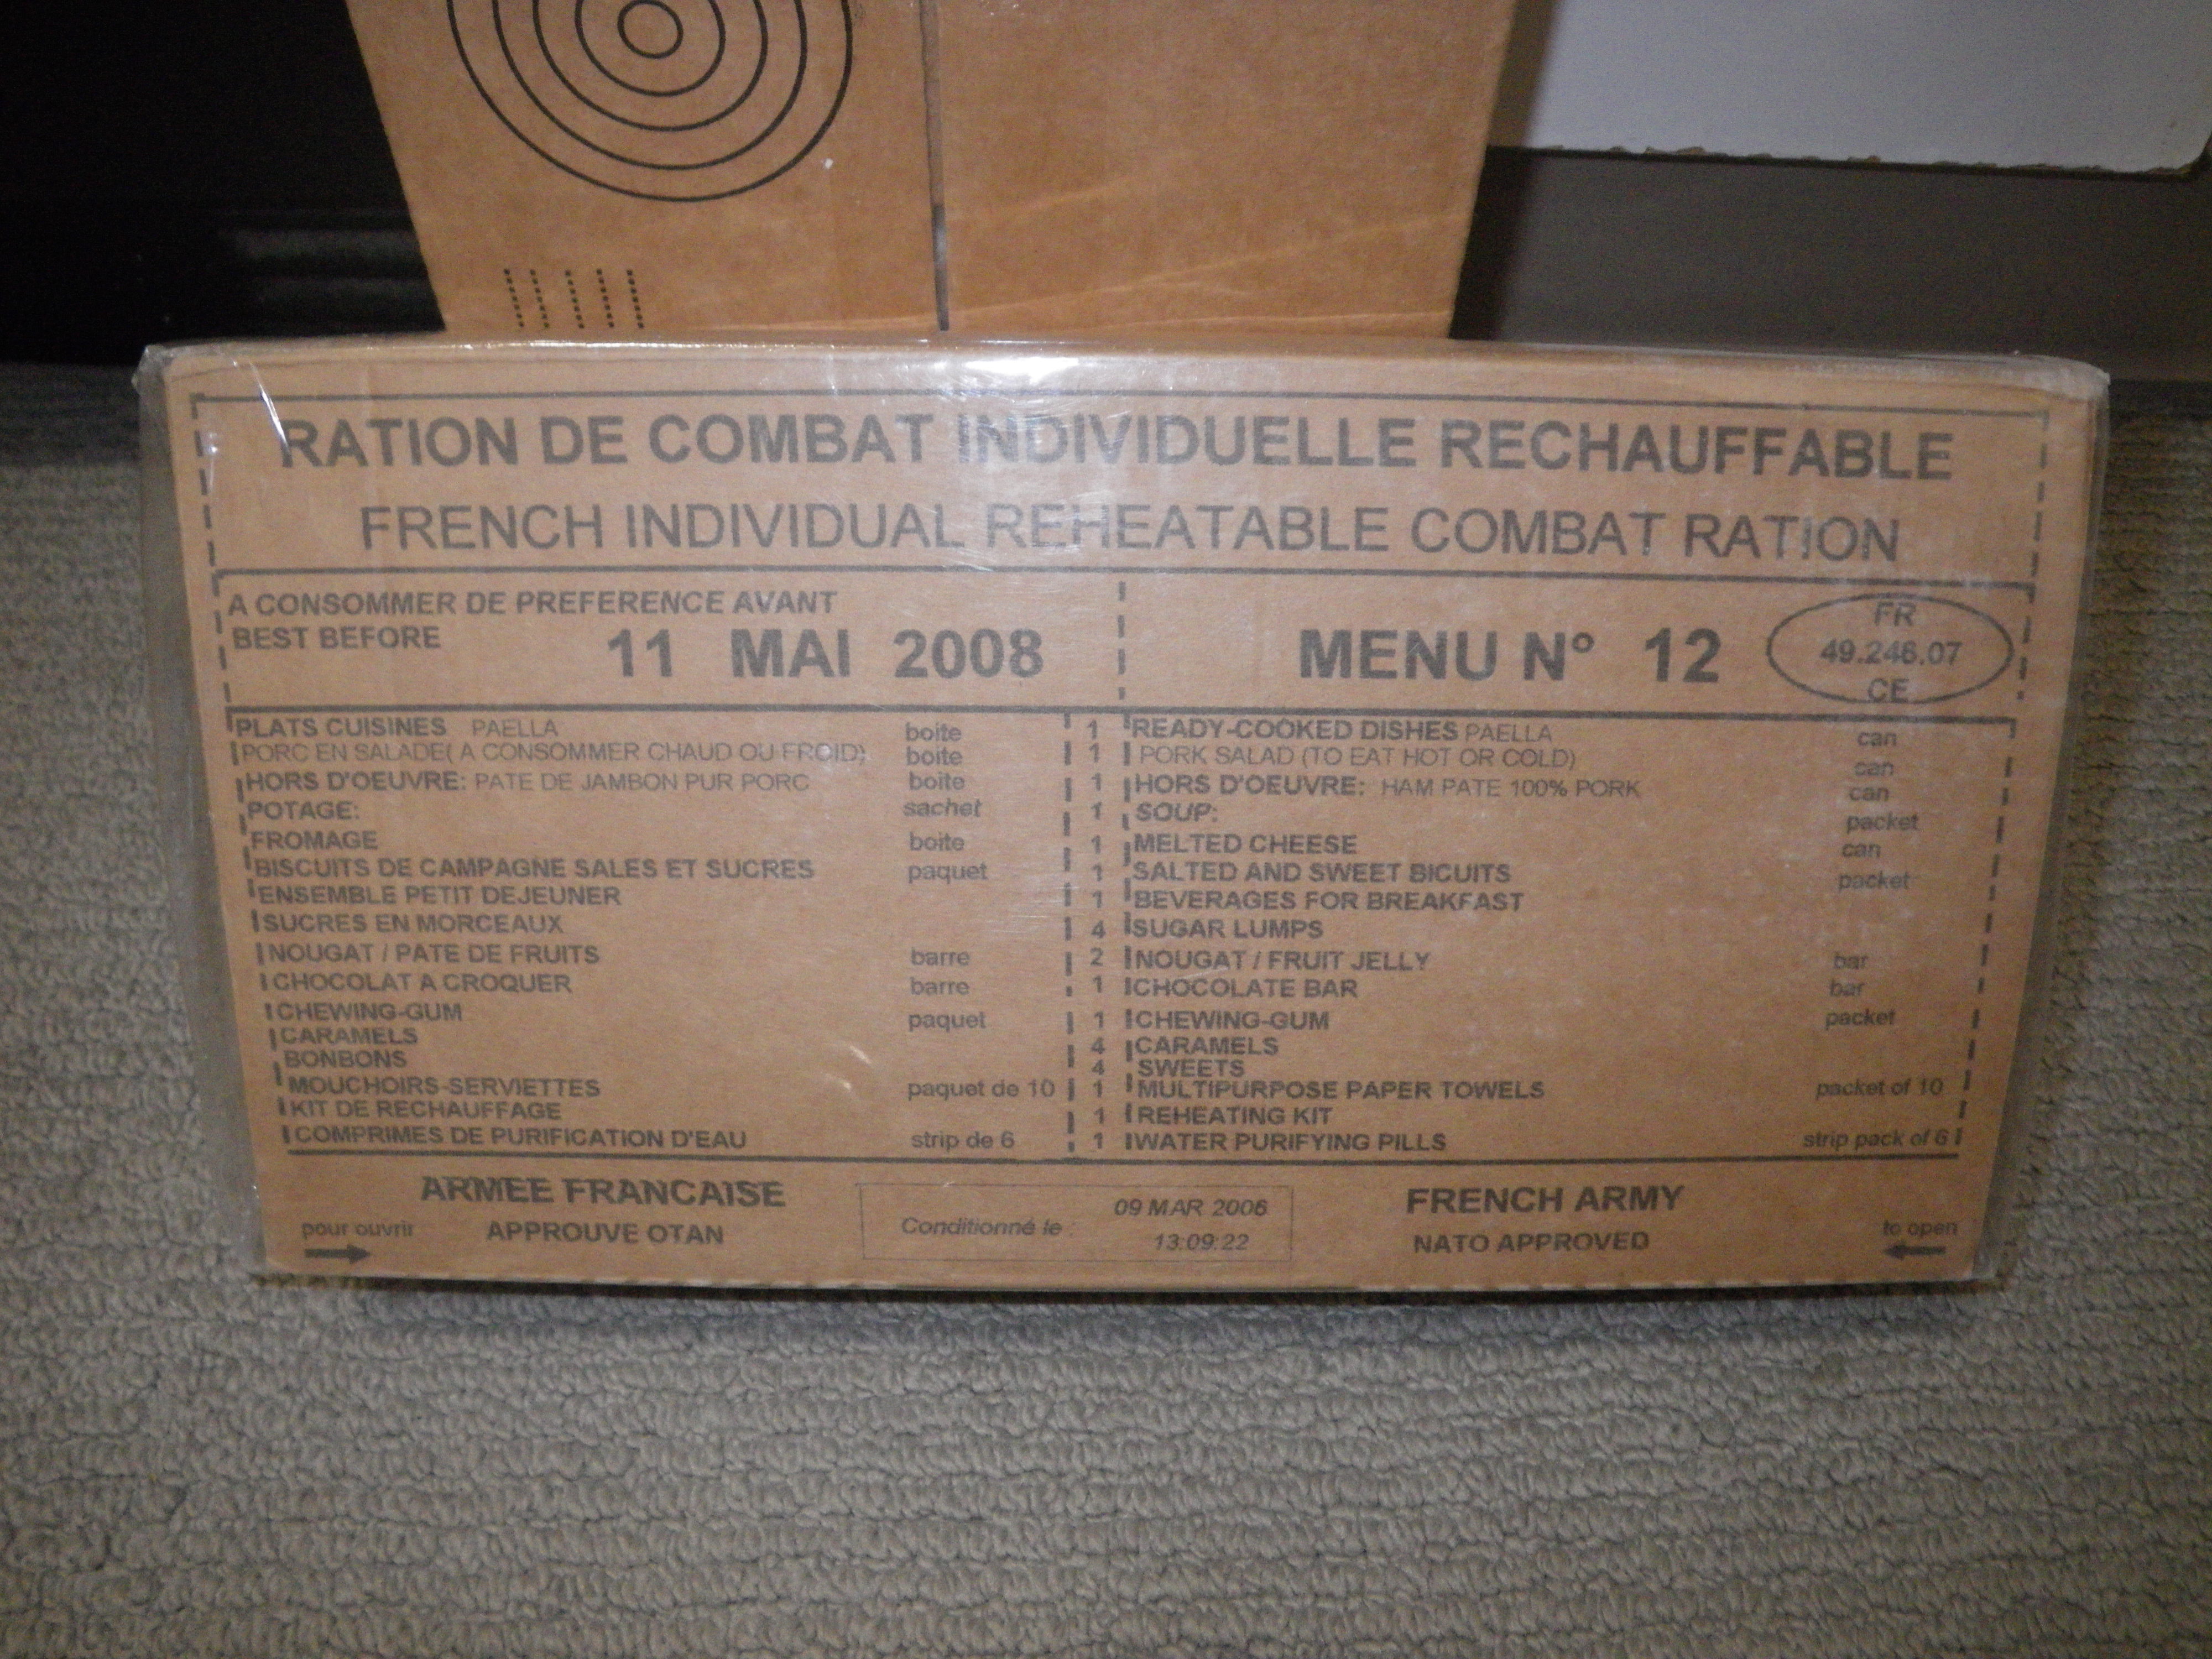 RATION DE COMBAT INDIVIDUELLE RECHAUFFABLE
FRENCH INDIVIDUAL REHEATABLE COMBAT RATION
A CONSOMMER DE PREFERENCE AVANT
BEST BEFORE 11 MAI 2008
MENU N° 12
FR
49.246.07
CE
PLATS CUISINES PAELLA boite 1 READY-COOKED DISHES PAELLA can
PORC EN SALADE( A CONSOMMER CHAUD OU FROID) boite 1 PORK SALAD (TO EAT HOT OR COLD) can
HORS D'OEUVRE: PATE DE JAMBON PUR PORC boite 1 HORS D'OEUVRE: HAM PATE 100% PORK can
POTAGE: sachet 1 SOUP: packet
FROMAGE boite 1 MELTED CHEESE can
BISCUITS DE CAMPAGNE SALES ET SUCRES paquet 1 SALTED AND SWEET BICUITS packet
ENSEMBLE PETIT DEJEUNER 1 BEVERAGES FOR BREAKFAST
SUCRES EN MORCEAUX 4 SUGAR LUMPS
NOUGAT / PATE DE FRUITS barre 2 NOUGAT / FRUIT JELLY bar
CHOCOLAT A CROQUER barre 1 CHOCOLATE BAR bar
CHEWING-GUM paquet 1 CHEWING-GUM packet
CARAMELS 4 CARAMELS
BONBONS 4 SWEETS
MOUCHOIRS-SERVIETTES paquet de 10 1 MULTIPURPOSE PAPER TOWELS packet of 10
KIT DE RECHAUFFAGE 1 REHEATING KIT
COMPRIMES DE PURIFICATION D'EAU strip de 6 1 WATER PURIFYING PILLS strip pack of 6
ARMEE FRANCAISE
APPROUVE OTAN
pour ouvrir
Conditionné le : 09 MAR 2006
13:09:22
FRENCH ARMY
NATO APPROVED
to open